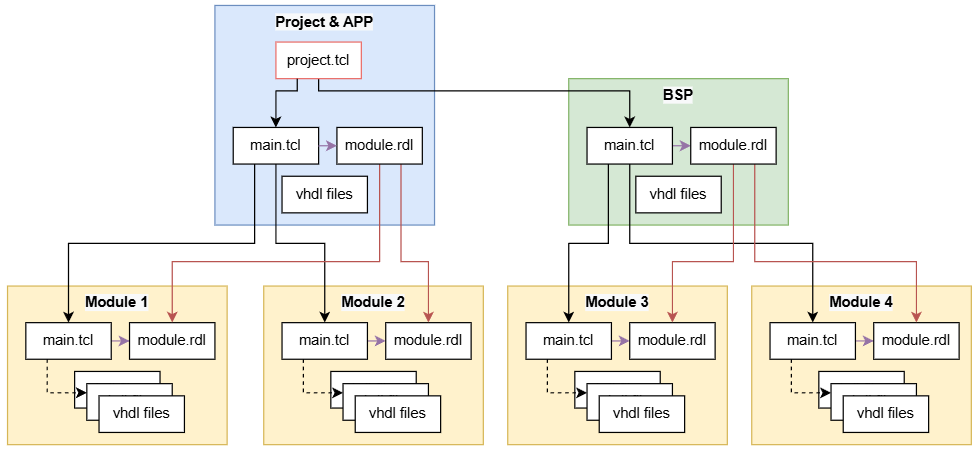 Project & APP
project.tcl
BSP
main.tcl
module.rdl
main.tcl
module.rdl
vhdl files
vhdl files
Module 1
Module 2
Module 3
Module 4
main.tcl
module.rdl
main.tcl
module.rdl
main.tcl
module.rdl
main.tcl
module.rdl
vhdl files
vhdl files
vhdl files
vhdl files